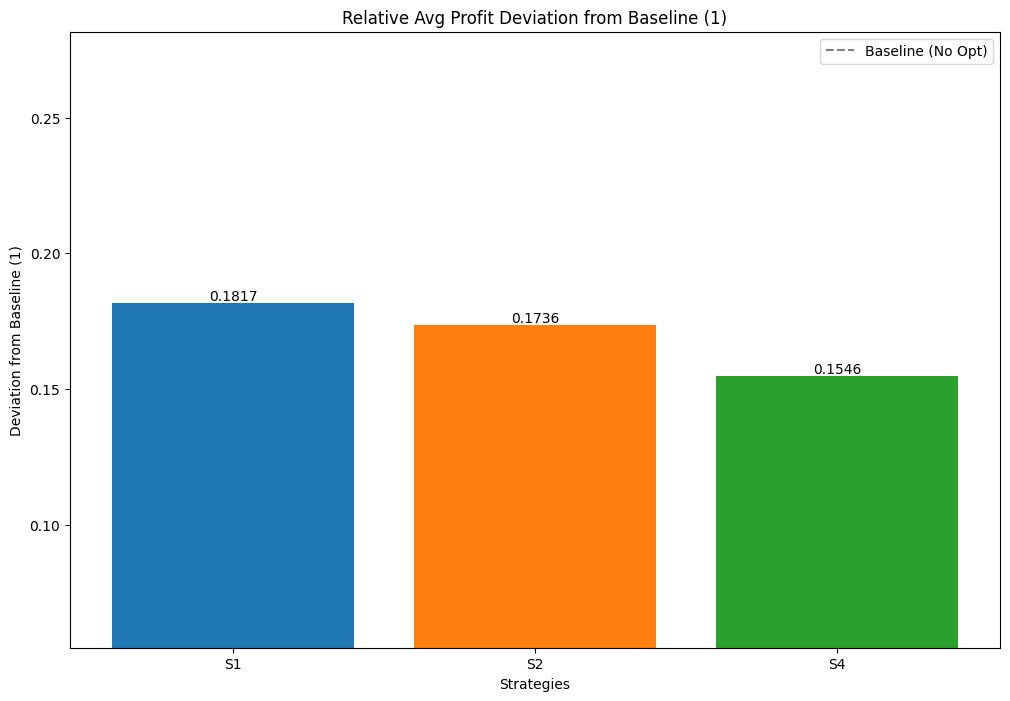 Relative Avg Profit Deviation from Baseline (1)
Baseline (No Opt)
Deviation from Baseline (1)
0.25
0.20
0.15
0.10
0.1817
0.1736
0.1546
S1
S2
S4
Strategies